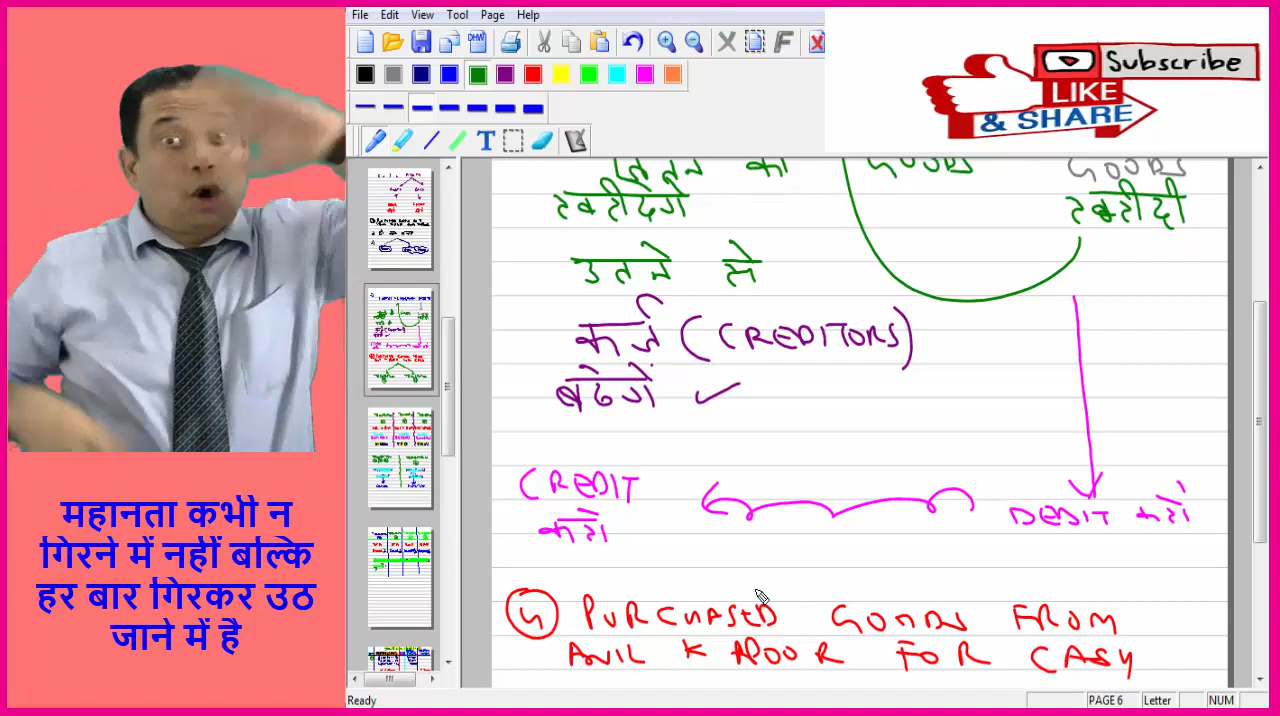 File Edit View Tool Page Help
Subscribe
LIKE
& SHARE
GOODS
GOODS
खरीदी
उतने से
कर्ज (CREDITORS)
बढेगे
CREDIT
करो
DEBIT करो
4 PURCHASED GOODS FROM
ANIL KAPOOR FOR CASH
महानता कभी न
गिरने में नहीं बल्कि
हर बार गिरकर उठ
जाने में है
Ready
PAGE 6 Letter NUM